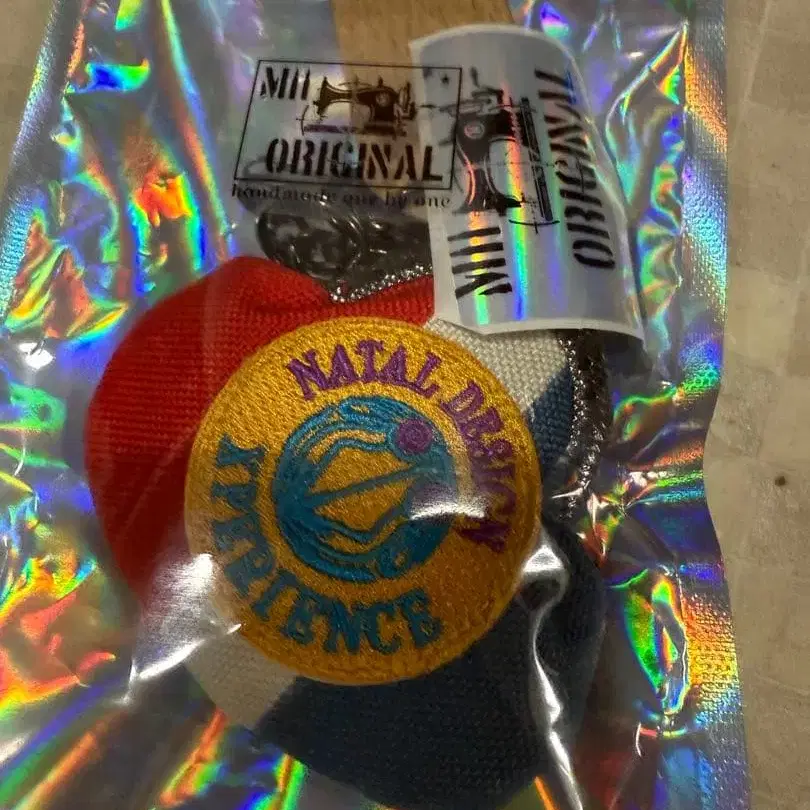 MII
ORIGINAL
handmade one by one
MII
ORIGINAL
NATAL DESIGN
XPERIENCE